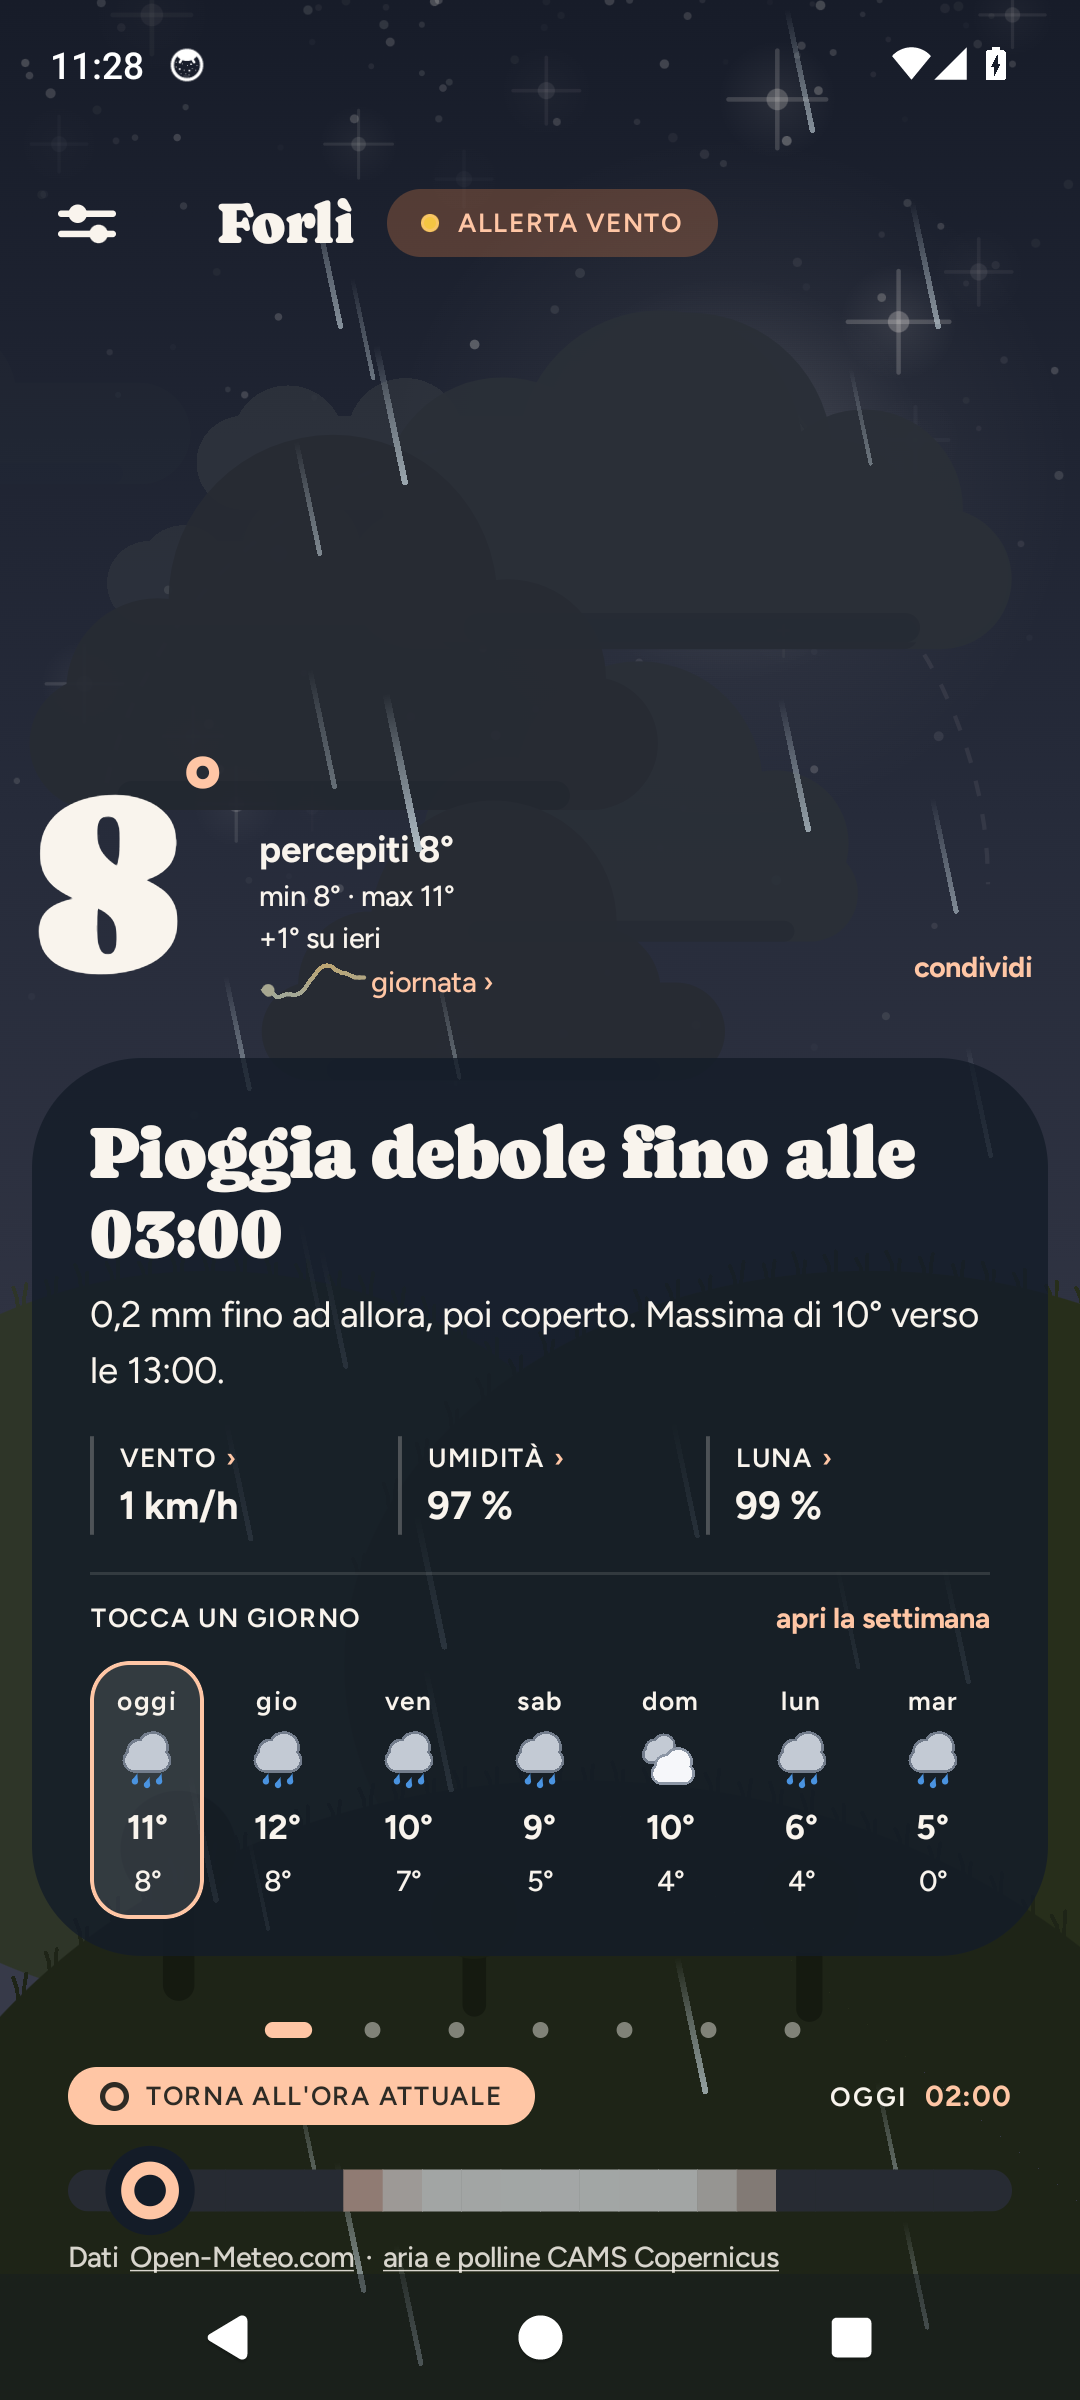 11:28
Forlì
ALLERTA VENTO
8°
percepiti 8°
min 8° · max 11°
+1° su ieri
giornata ›
condividi
Pioggia debole fino alle
03:00
0,2 mm fino ad allora, poi coperto. Massima di 10° verso
le 13:00.
VENTO › UMIDITÀ › LUNA ›
1 km/h 97 % 99 %
TOCCA UN GIORNO apri la settimana
oggi gio ven sab dom lun mar
11° 12° 10° 9° 10° 6° 5°
8° 8° 7° 5° 4° 4° 0°
TORNA ALL'ORA ATTUALE OGGI 02:00
Dati Open-Meteo.com · aria e polline CAMS Copernicus